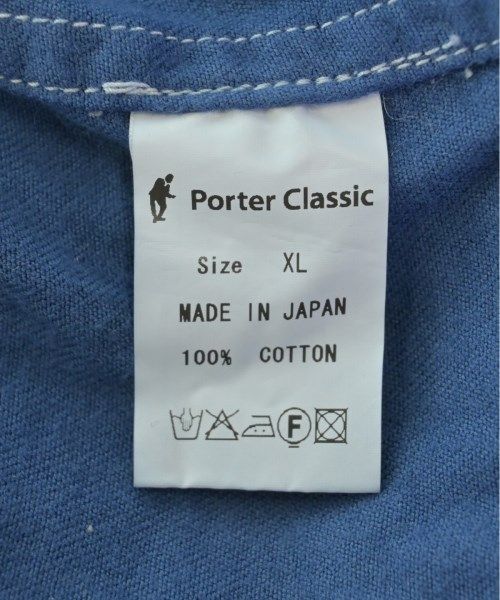 Porter Classic
Size XL
MADE IN JAPAN
100% COTTON
F